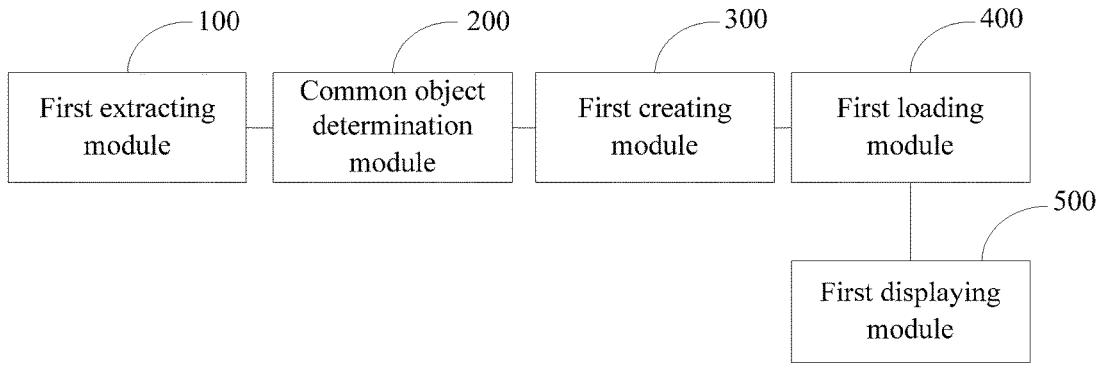 100
200
300
400
First extracting
module
Common object
determination
module
First creating
module
First loading
module
500
First displaying
module